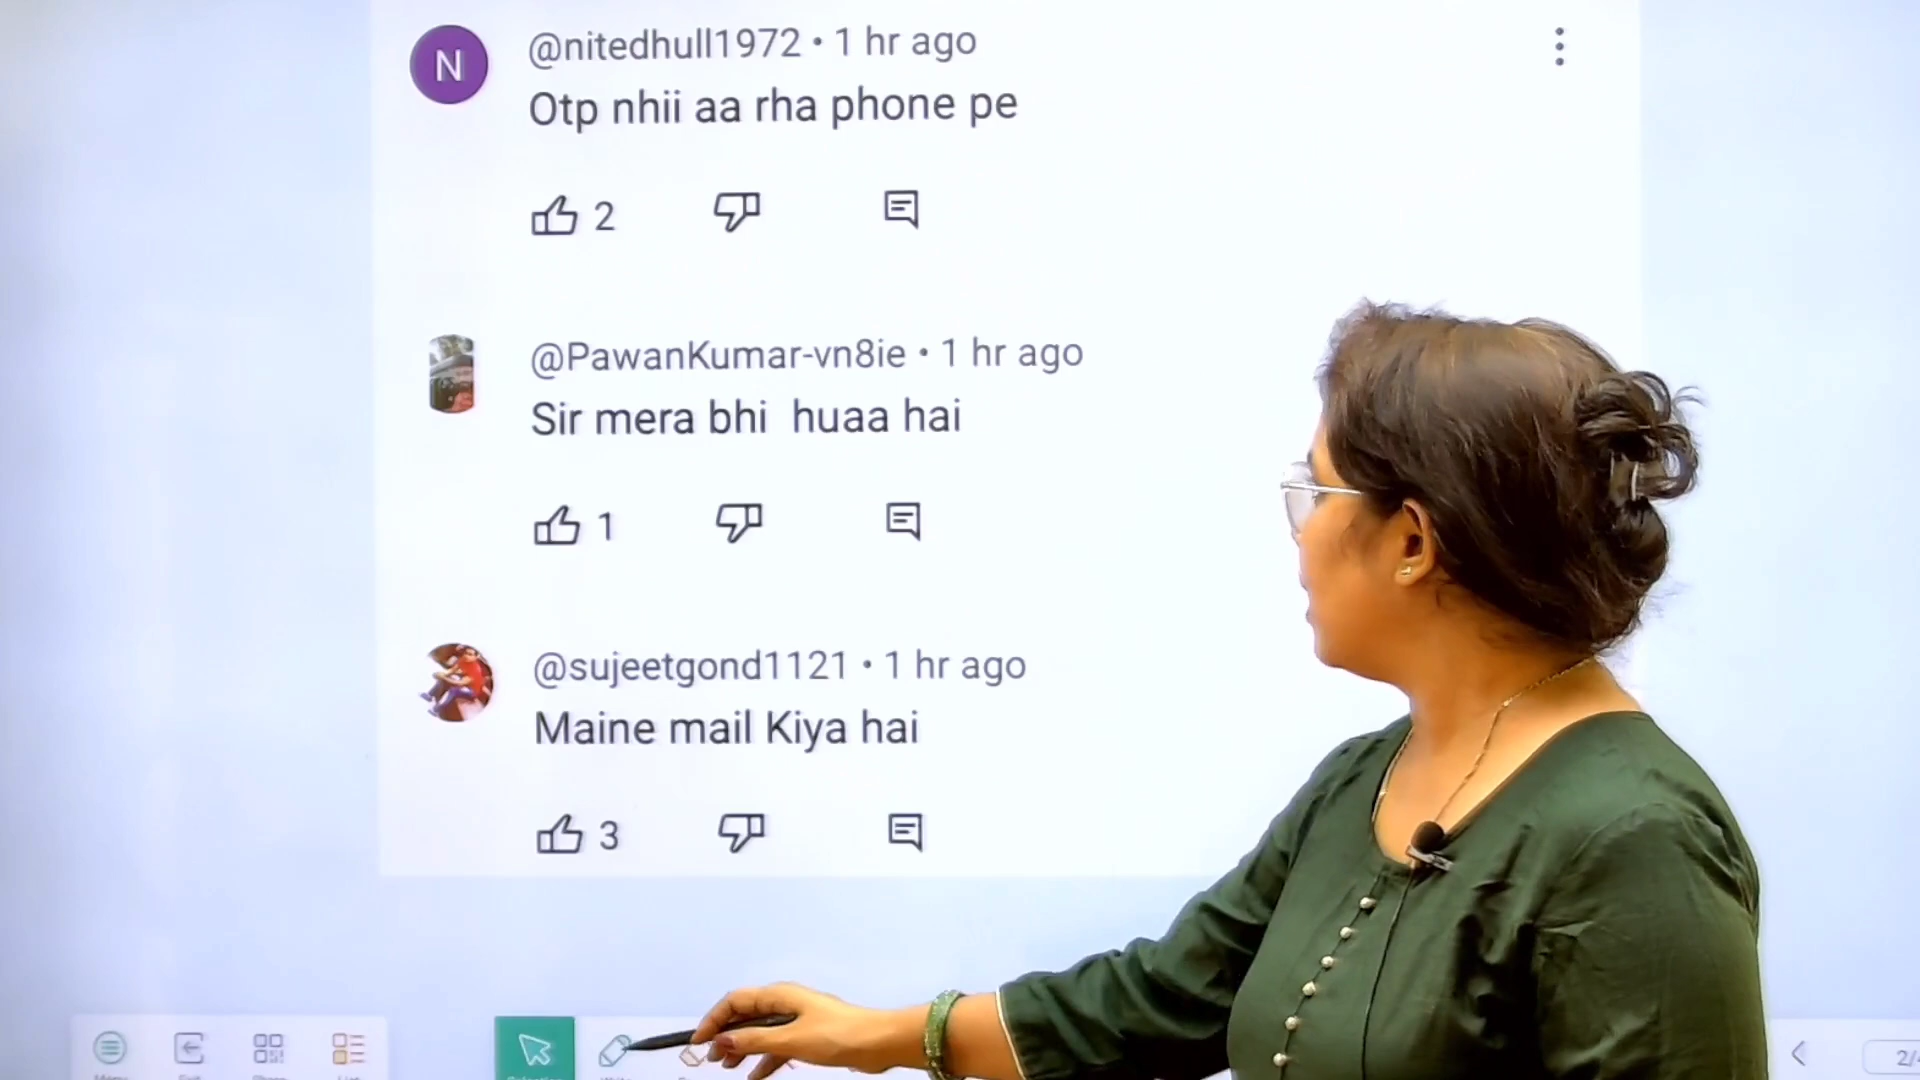 N
@nitedhull1972 • 1 hr ago
Otp nhii aa rha phone pe
2
@PawanKumar-vn8ie • 1 hr ago
Sir mera bhi huaa hai
1
@sujeetgond1121 • 1 hr ago
Maine mail Kiya hai
3